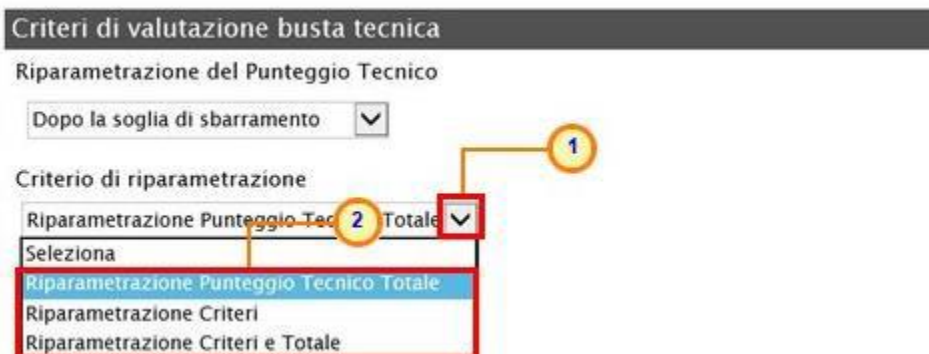 Criteri di valutazione busta tecnica
Riparametrazione del Punteggio Tecnico
Dopo la soglia di sbarramento
1
Criterio di riparametrazione
Riparametrazione Punteggio Tec 2 Totale
Seleziona
Riparametrazione Punteggio Tecnico Totale
Riparametrazione Criteri
Riparametrazione Criteri e Totale